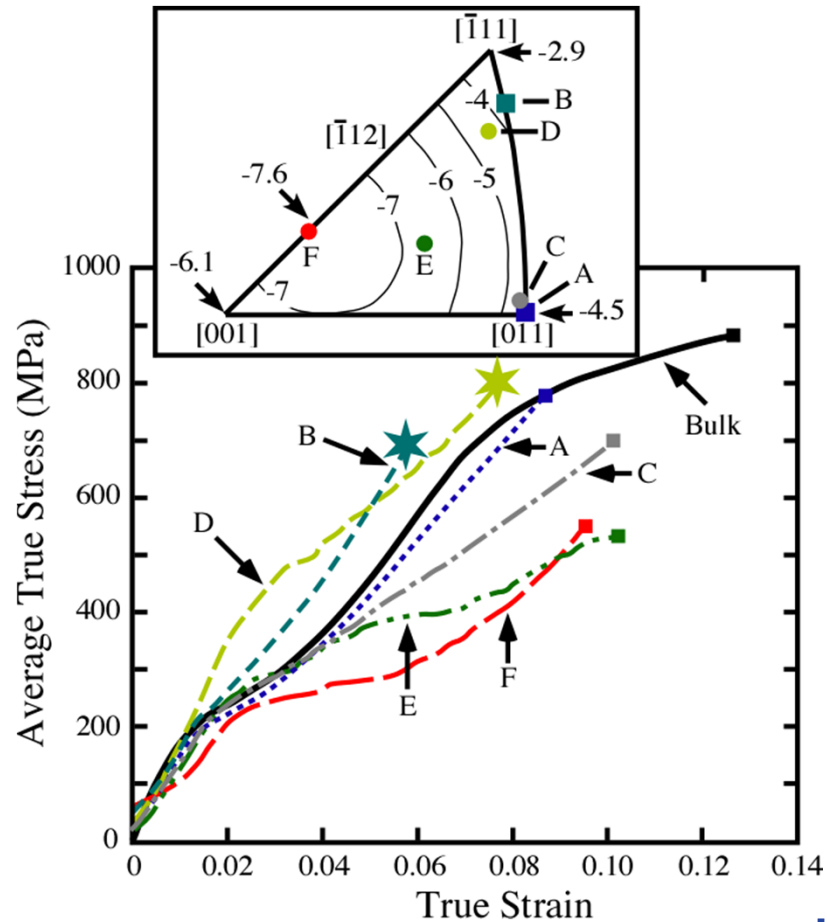 [1̄11]
-2.9
-4
B
D
[1̄12]
-7.6
-6
-5
-7
F
E
C
A
-6.1
-7
-4.5
[001]
[011]
1000
800
600
400
200
0
Average True Stress (MPa)
B
D
A
Bulk
C
E
F
0
0.02
0.04
0.06
0.08
0.10
0.12
0.14
True Strain